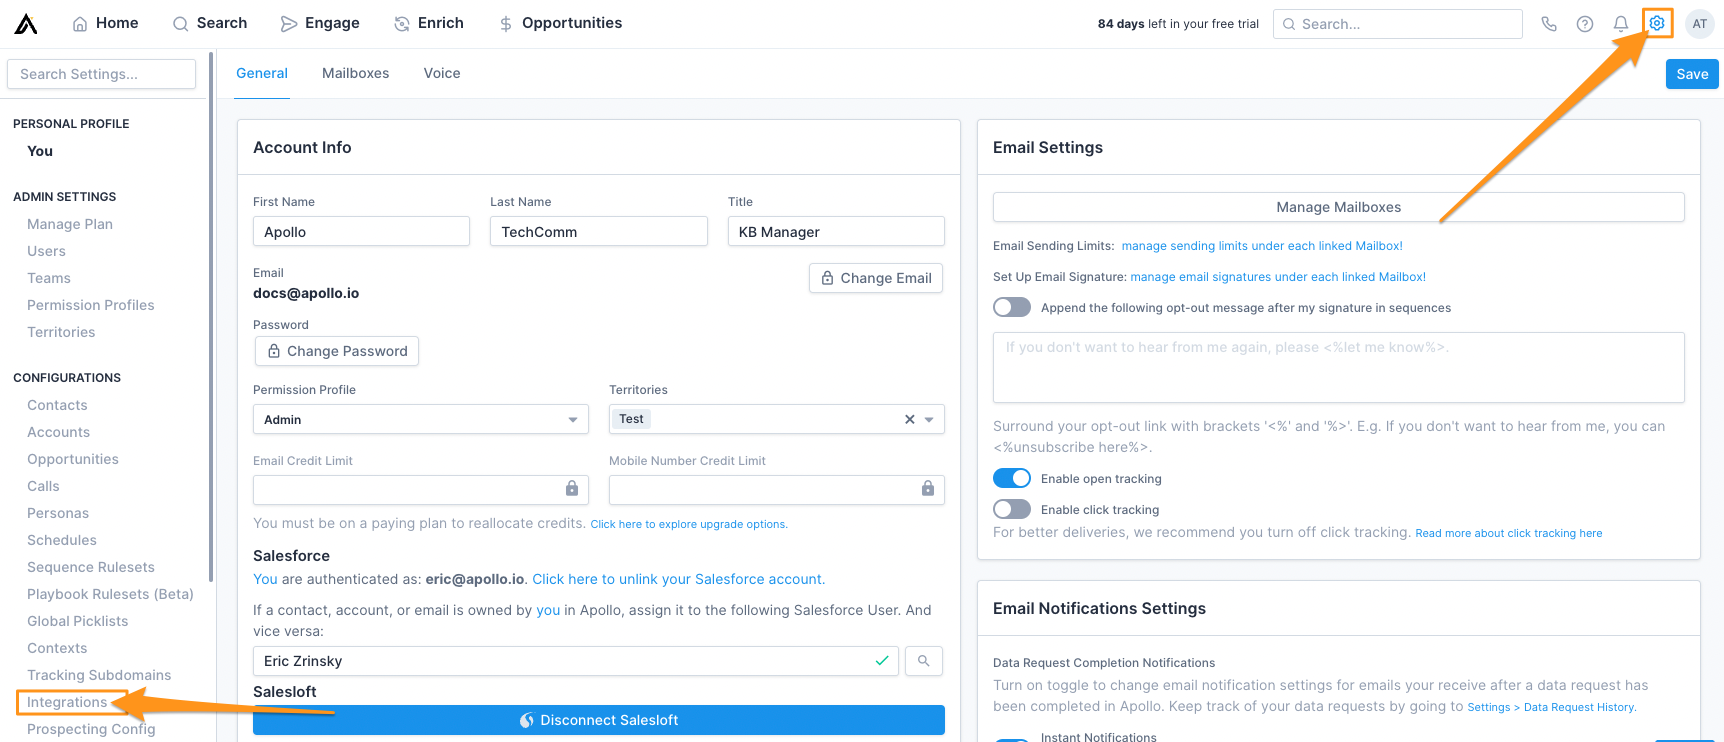 Home
Search
Engage
Enrich
Opportunities
84 days left in your free trial
Search...
AT
Search Settings...
General
Mailboxes
Voice
Save
PERSONAL PROFILE
You
ADMIN SETTINGS
Manage Plan
Users
Teams
Permission Profiles
Territories
CONFIGURATIONS
Contacts
Accounts
Opportunities
Calls
Personas
Schedules
Sequence Rulesets
Playbook Rulesets (Beta)
Global Picklists
Contexts
Tracking Subdomains
Integrations
Prospecting Config
Account Info
First Name
Last Name
Title
Apollo
TechComm
KB Manager
Email
docs@apollo.io
Change Email
Password
Change Password
Permission Profile
Territories
Admin
Test
Email Credit Limit
Mobile Number Credit Limit
You must be on a paying plan to reallocate credits. Click here to explore upgrade options.
Salesforce
You are authenticated as: eric@apollo.io. Click here to unlink your Salesforce account.
If a contact, account, or email is owned by you in Apollo, assign it to the following Salesforce User. And
vice versa:
Eric Zrinsky
Salesloft
Disconnect Salesloft
Email Settings
Manage Mailboxes
Email Sending Limits: manage sending limits under each linked Mailbox!
Set Up Email Signature: manage email signatures under each linked Mailbox!
Append the following opt-out message after my signature in sequences
If you don't want to hear from me again, please <%let me know%>.
Surround your opt-out link with brackets '<%' and '%>'. E.g. If you don't want to hear from me, you can
<%unsubscribe here%>.
Enable open tracking
Enable click tracking
For better deliveries, we recommend you turn off click tracking. Read more about click tracking here
Email Notifications Settings
Data Request Completion Notifications
Turn on toggle to change email notification settings for emails your receive after a data request has
been completed in Apollo. Keep track of your data requests by going to Settings > Data Request History.
Instant Notifications